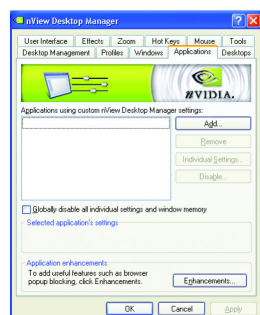 nView Desktop Manager
User Interface Effects Zoom Hot Keys Mouse Tools
Desktop Management Profiles Windows Applications Desktops
NVIDIA.
Applications using custom nView Desktop Manager settings:
Add...
Remove
Individual Settings...
Disable...
Globally disable all individual settings and window memory
Selected application's settings
Application enhancements
To add useful features such as browser
popup blocking, click Enhancements.
Enhancements...
OK Cancel Apply